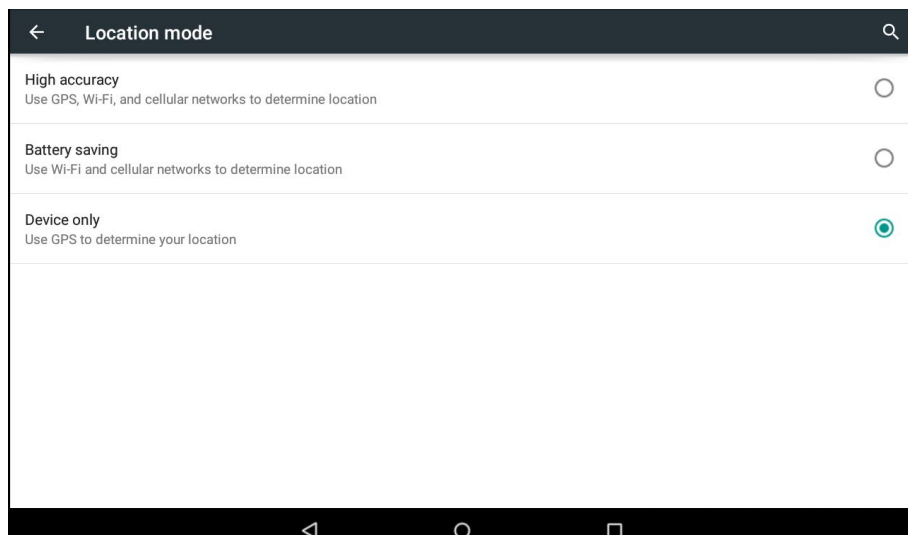 Location mode
High accuracy
Use GPS, Wi-Fi, and cellular networks to determine location
Battery saving
Use Wi-Fi and cellular networks to determine location
Device only
Use GPS to determine your location